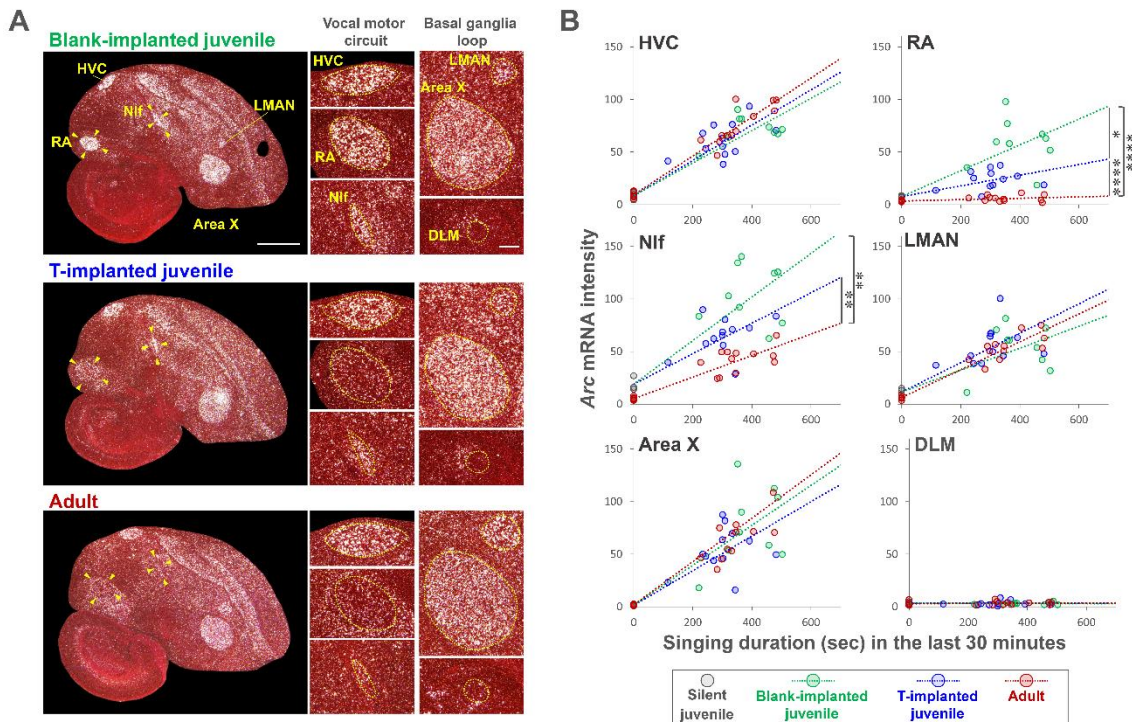 A
Blank-implanted juvenile
HVC
NIf
LMAN
RA
Area X
Vocal motor
circuit
HVC
RA
NIf
Basal ganglia
loop
LMAN
Area X
DLM
T-implanted juvenile
Adult
B
Arc mRNA intensity
HVC
150
100
50
0
0 200 400 600
RA
150
100
50
0
0 200 400 600
*
***
****
NIf
150
100
50
0
0 200 400 600
**
**
LMAN
150
100
50
0
0 200 400 600
Area X
150
100
50
0
0 200 400 600
DLM
150
100
50
0
0 200 400 600
Singing duration (sec) in the last 30 minutes
Silent
juvenile
Blank-implanted
juvenile
T-implanted
juvenile
Adult